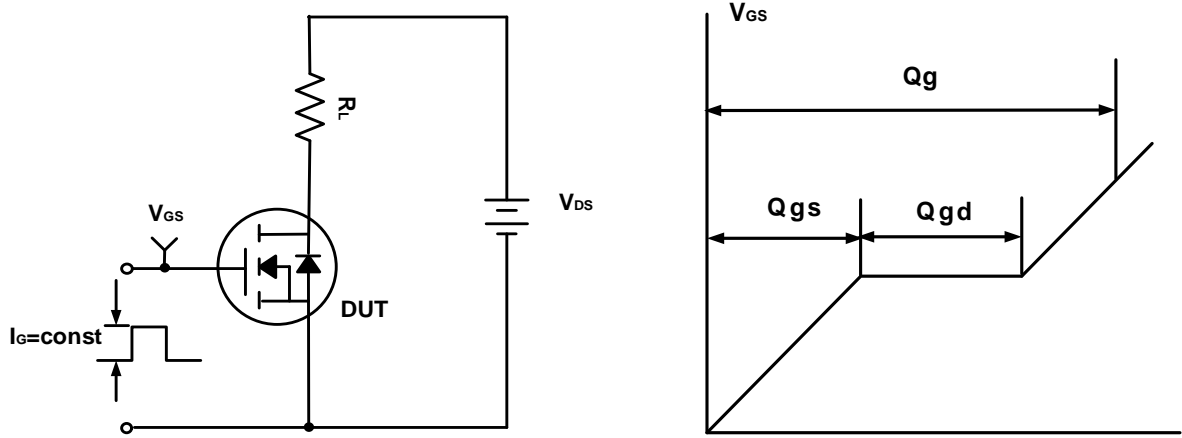 RL
VGS
VDS
DUT
IG=const
VGS
Qg
Qgs
Qgd